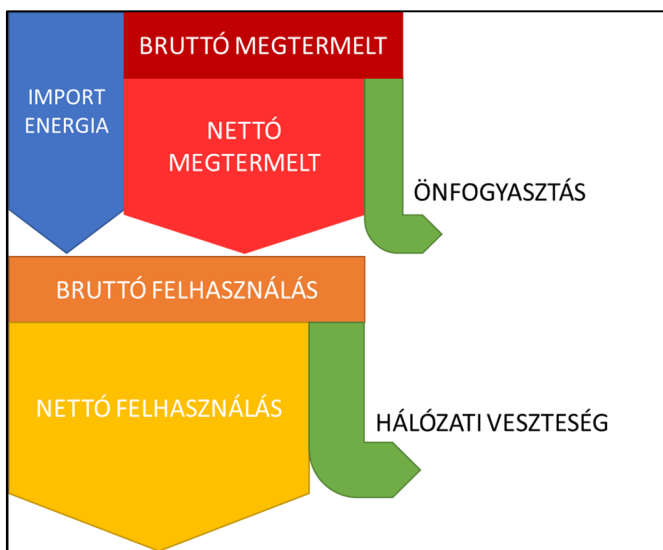 BRUTTÓ MEGTERMELT
IMPORT
ENERGIA
NETTÓ
MEGTERMELT
ÖNFOGYASZTÁS
BRUTTÓ FELHASZNÁLÁS
NETTÓ FELHASZNÁLÁS
HÁLÓZATI VESZTESÉG